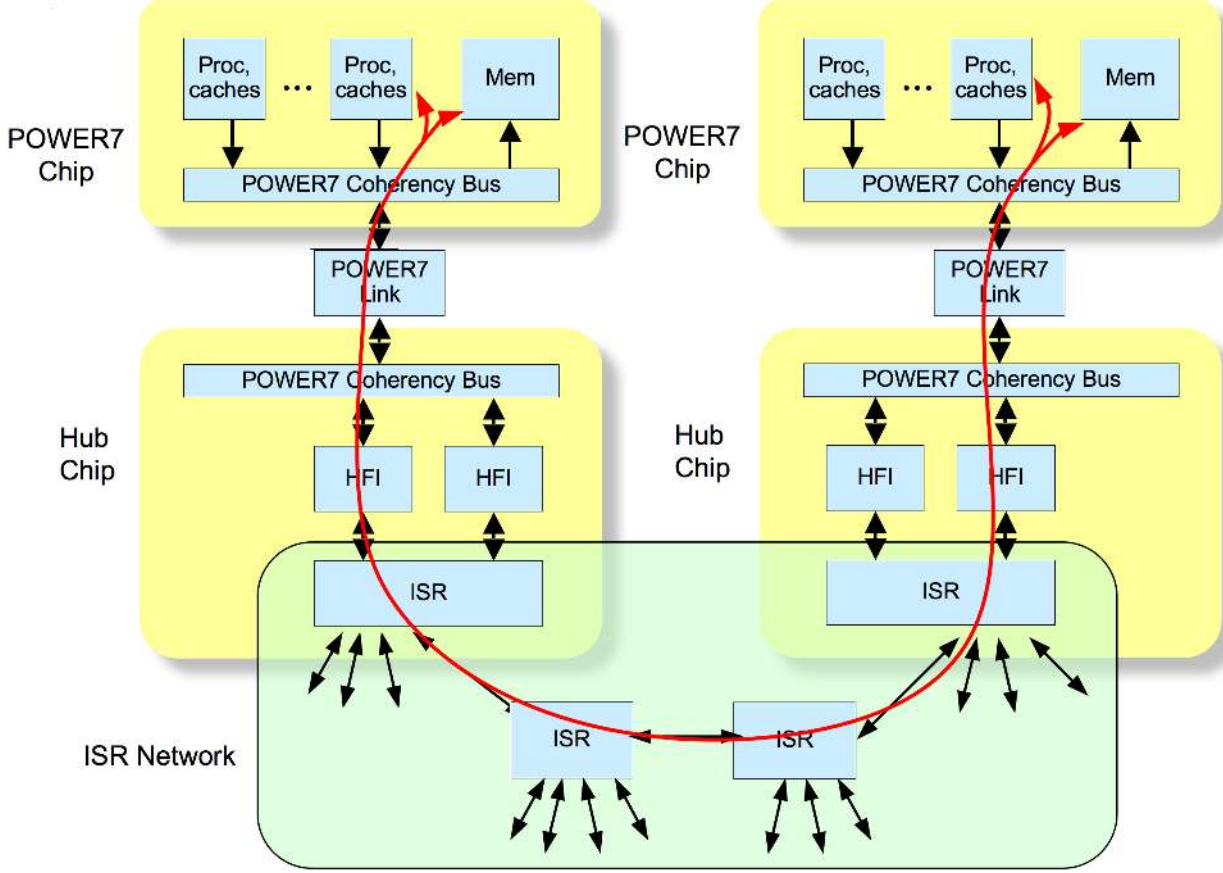 Proc,
caches
...
Proc,
caches
Mem
POWER7 Coherency Bus
POWER7
Chip
POWER7
Link
POWER7 Coherency Bus
Hub
Chip
HFI
HFI
ISR
Proc,
caches
...
Proc,
caches
Mem
POWER7 Coherency Bus
POWER7
Chip
POWER7
Link
POWER7 Coherency Bus
Hub
Chip
HFI
HFI
ISR
ISR Network
ISR
ISR